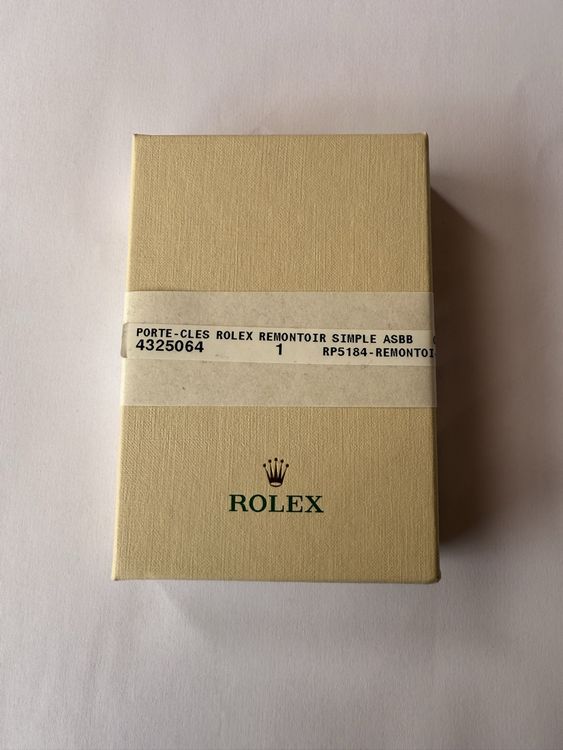 PORTE-CLES ROLEX REMONTOIR SIMPLE ASBB
4325064 1 RP5184-REMONTOI
ROLEX